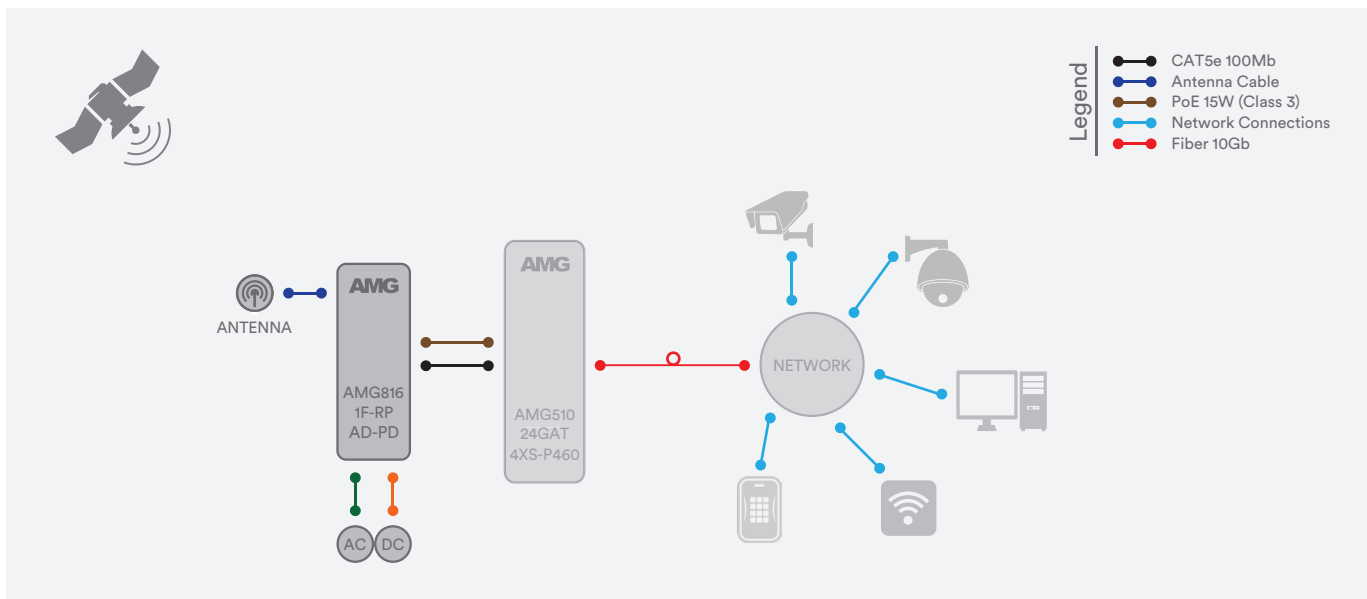 Legend
CAT5e 100Mb
Antenna Cable
PoE 15W (Class 3)
Network Connections
Fiber 10Gb
ANTENNA
AMG
AMG816
1F-RP
AD-PD
AC
DC
AMG
AMG510
24GAT
4XS-P460
NETWORK